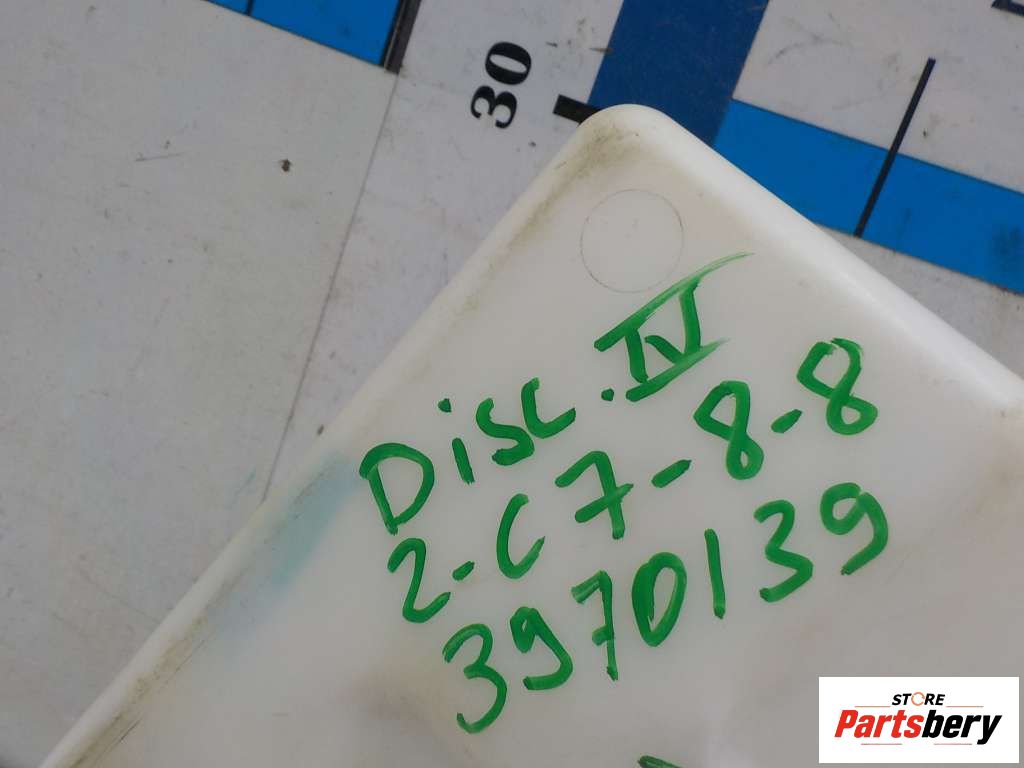 30
Disc. IV
2-C7-8-8
3970139
STORE
Partsbery